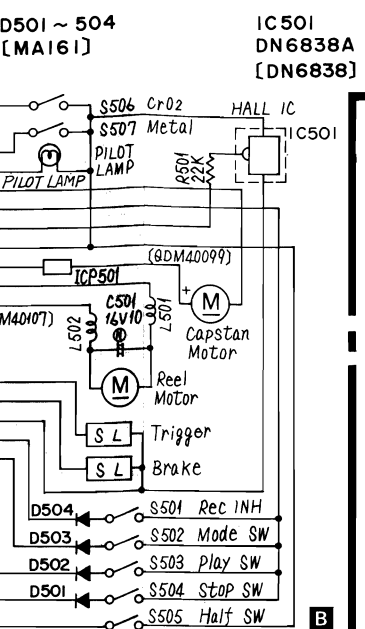 D501 ~ 504
[MA161]
IC501
DN6838A
[DN6838]
S506 CrO2
HALL IC
S507 Metal
IC501
PILOT
LAMP
PILOT LAMP
R501
22K
(QDM40099)
ICP501
C501
16V10
L501
+
M
M40107)
L502
Capstan
Motor
M
Reel
Motor
S L
Trigger
S L
Brake
D504
S501 Rec INH
D503
S502 Mode SW
D502
S503 Play SW
D501
S504 Stop SW
S505 Half SW
B